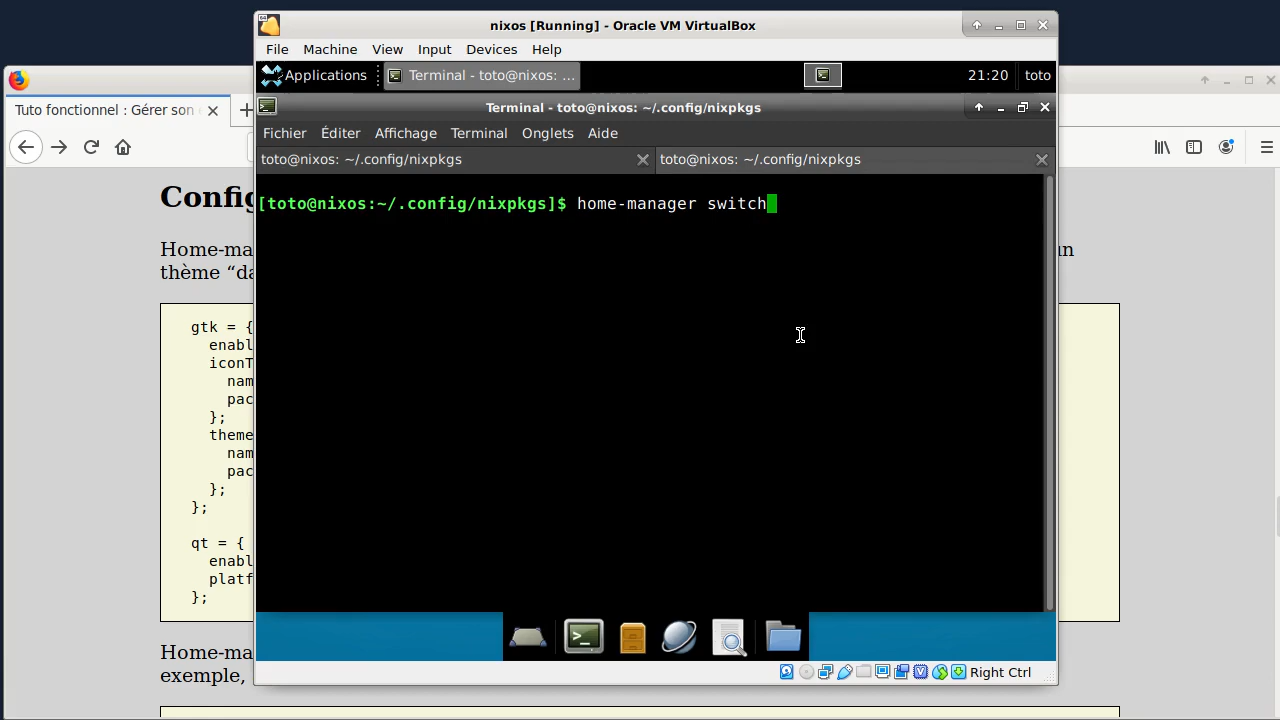 nixos [Running] - Oracle VM VirtualBox
File Machine View Input Devices Help
Applications
Terminal - toto@nixos: ...
21:20
toto
Tuto fonctionnel : Gérer son
Terminal - toto@nixos: ~/.config/nixpkgs
Fichier Éditer Affichage Terminal Onglets Aide
toto@nixos: ~/.config/nixpkgs
toto@nixos: ~/.config/nixpkgs
[toto@nixos:~/.config/nixpkgs]$ home-manager switch
Config
Home-ma
un
thème “da
gtk = {
enabl
iconT
nam
pac
};
theme
nam
pac
};
};
qt = {
enabl
platf
};
Home-ma
exemple,
Right Ctrl